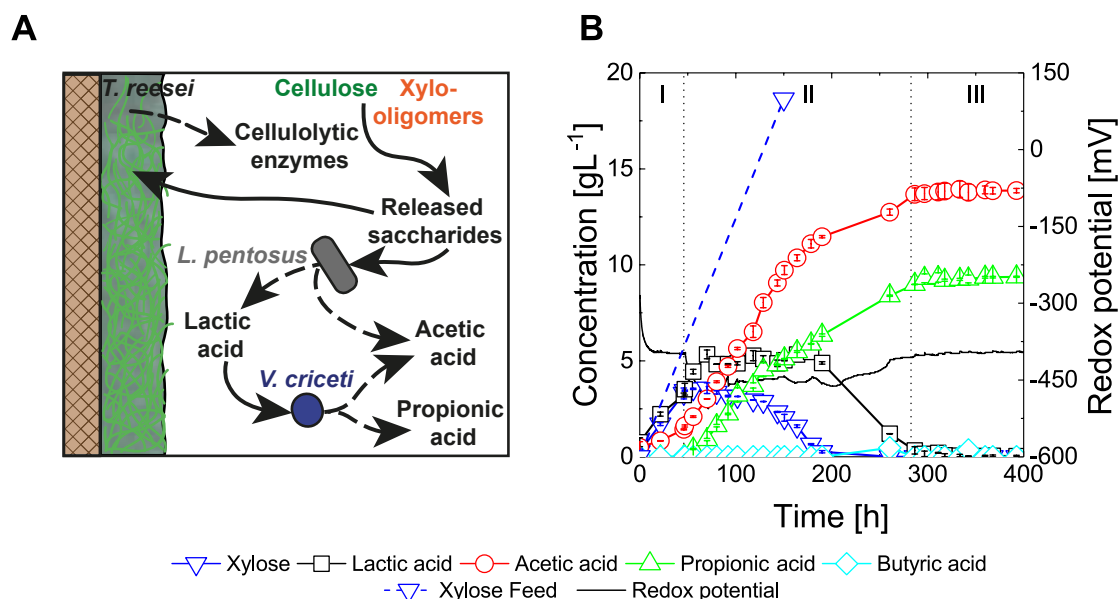 A
T. reesei
Cellulose
Xylo-
oligomers
Cellulolytic
enzymes
Released
saccharides
L. pentosus
Lactic
acid
Acetic
acid
V. criceti
Propionic
acid
B
Concentration [gL-1]
20
15
10
5
0
I
II
III
150
0
-150
-300
-450
-600
Redox potential [mV]
0
100
200
300
400
Time [h]
Xylose
Lactic acid
Acetic acid
Propionic acid
Butyric acid
Xylose Feed
Redox potential